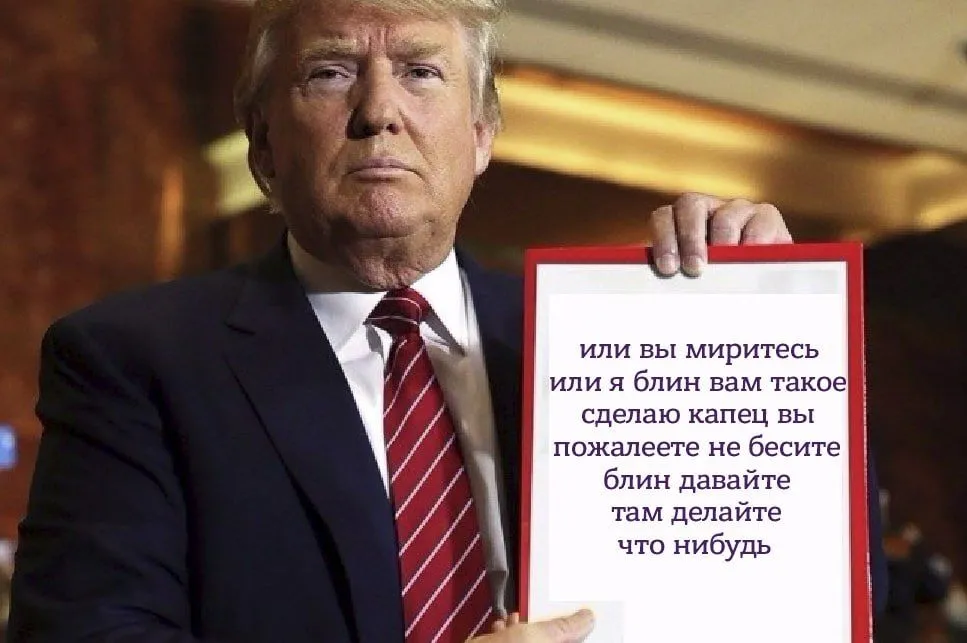 или вы миритесь
или я блин вам такое
сделаю капец вы
пожалеете не бесите
блин давайте
там делайте
что нибудь